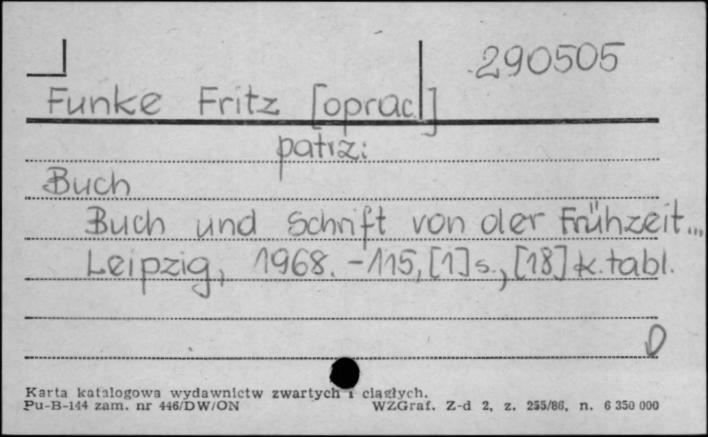 290505
Funke Fritz [oprac.]
patrz:
Buch
Buch und Schrift von der Frühzeit...
Leipzig, 1968. -115, [1] s., [18] k. tabl.
Karta katalogowa wydawnictw zwartych i ciągłych.
Pu-B-144 zam. nr 446/DW/ON WZGraf. Z-d 2, z. 255/86, n. 6 350 000